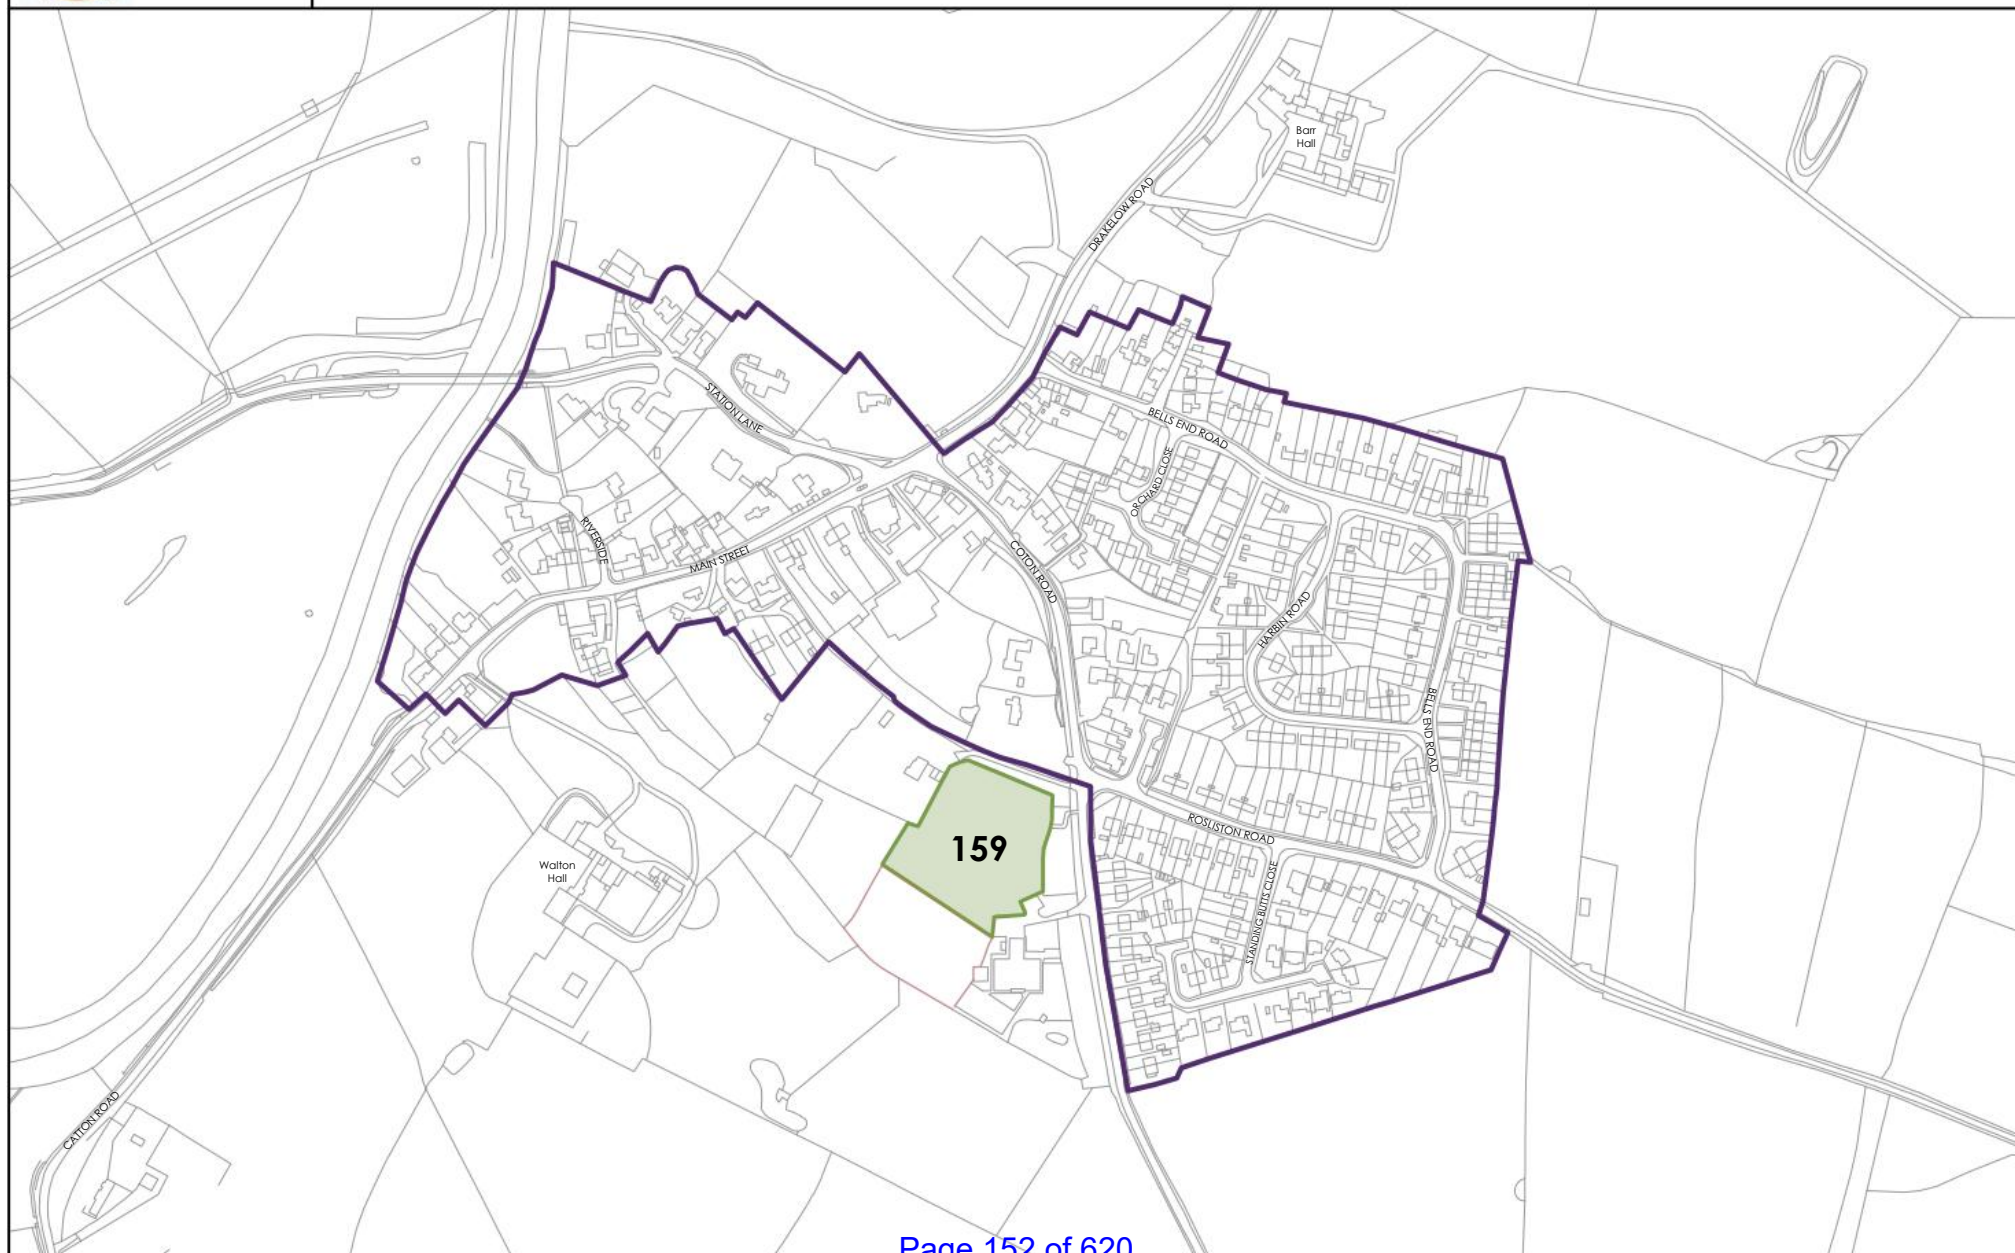 Barr
Hall
DRAKELOW ROAD
STATION LANE
BELLS END ROAD
ORCHARD CLOSE
RIVERSIDE
MAIN STREET
COTON ROAD
HARBIN ROAD
BELLS END ROAD
ROSLISTON ROAD
159
Walton
Hall
STANDING BUTTS CLOSE
CATTON ROAD
Page 152 of 620